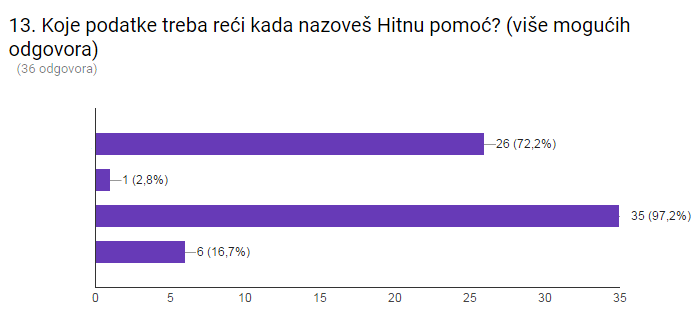 13. Koje podatke treba reći kada nazoveš Hitnu pomoć? (više mogućih
odgovora)
(36 odgovora)
26 (72,2%)
1 (2,8%)
35 (97,2%)
6 (16,7%)
0 5 10 15 20 25 30 35